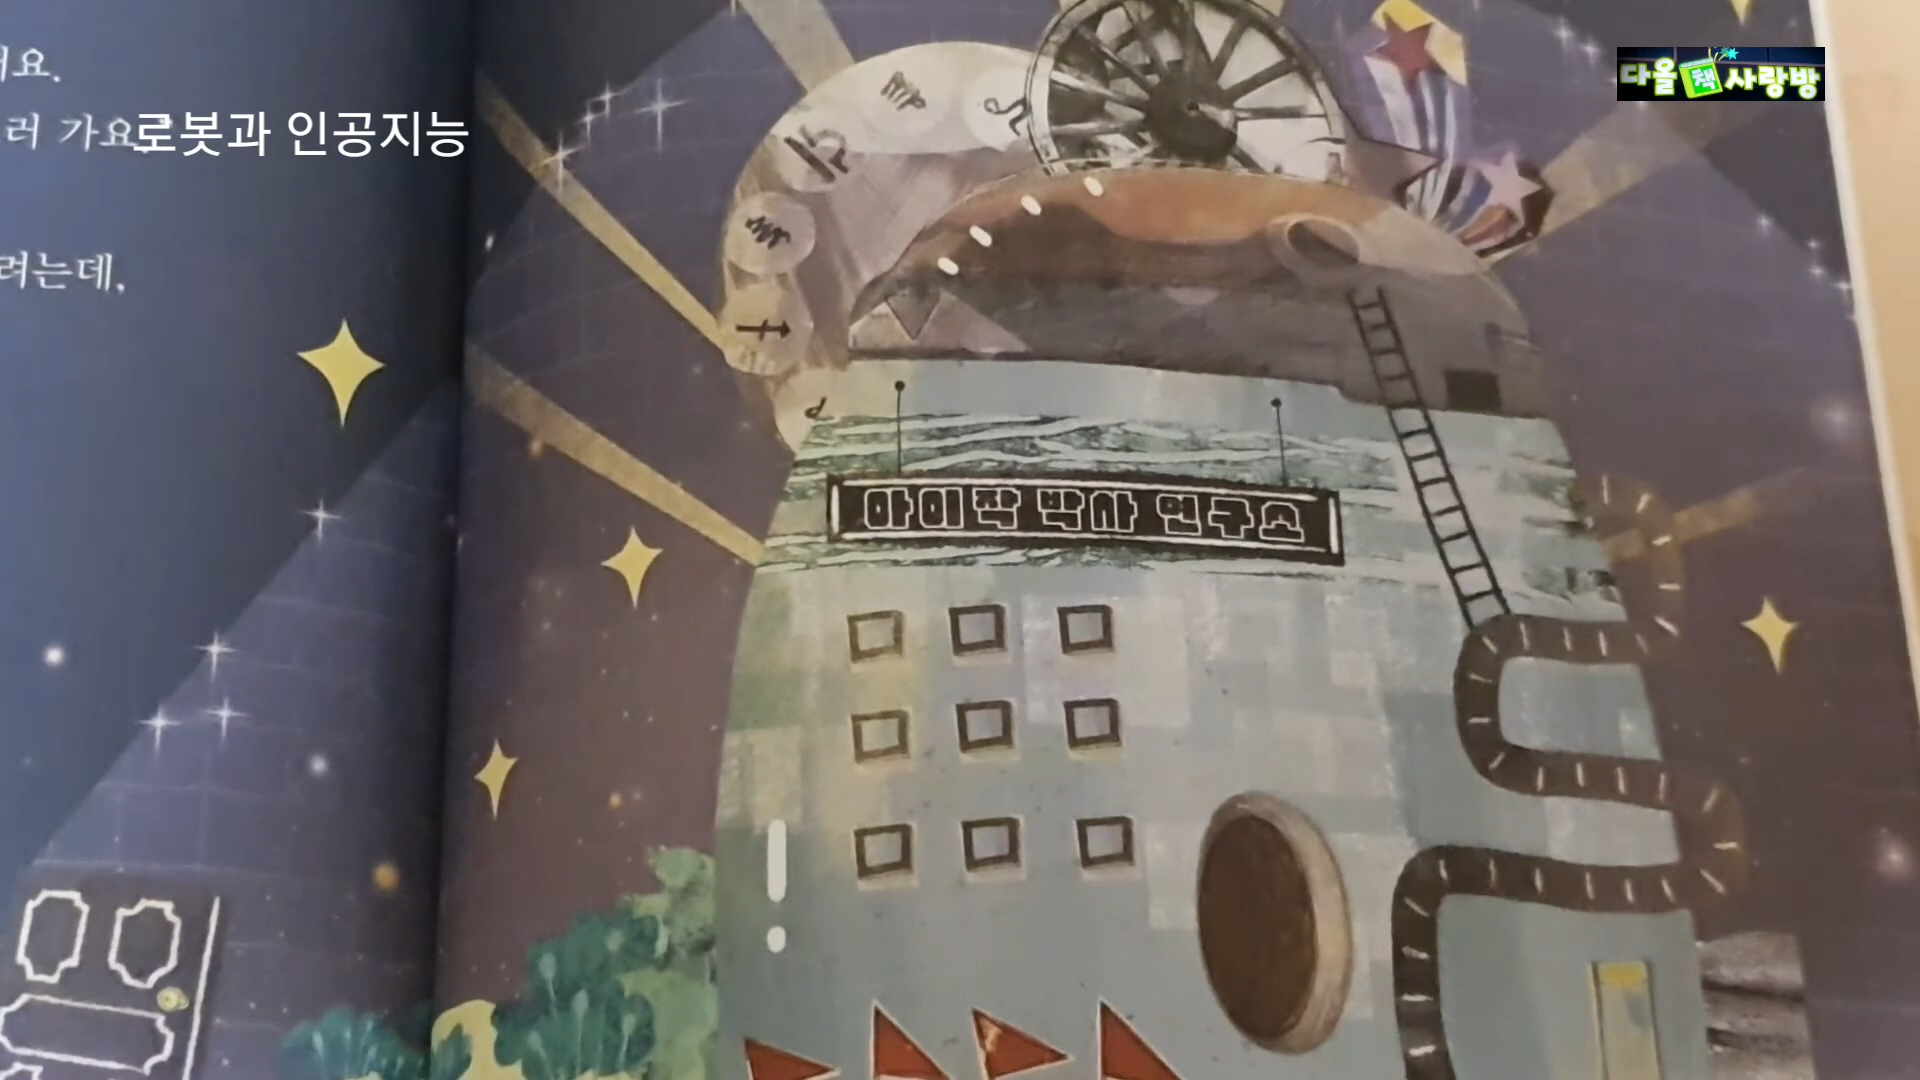 요.
러 가요
로봇과 인공지능
려는데,
다올 책 사랑방
아이작 박사 연구소